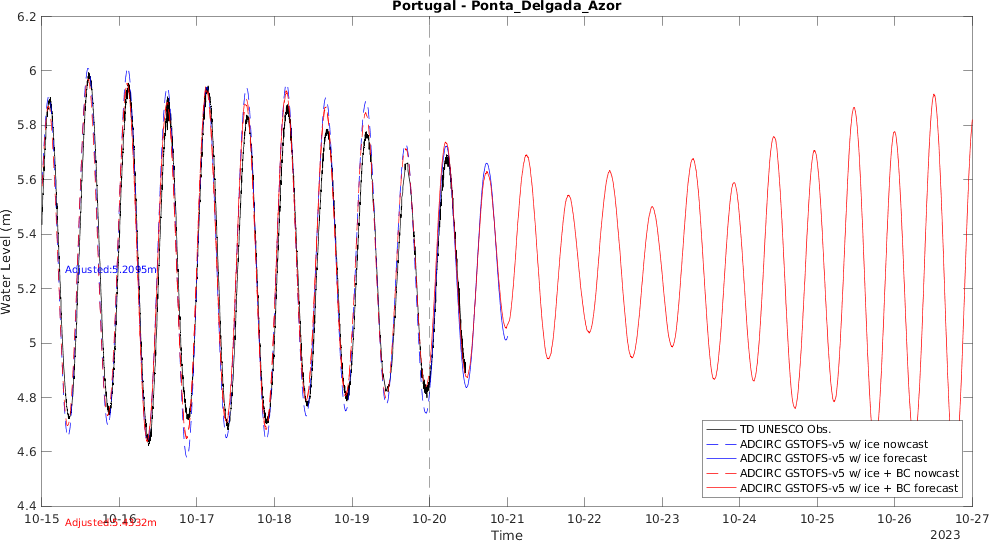 Portugal - Ponta_Delgada_Azor
6.2
6
5.8
5.6
5.4
5.2
5
4.8
4.6
4.4
Water Level (m)
Adjusted:5.2095m
Adjusted:5.4332m
10-15 10-16 10-17 10-18 10-19 10-20 10-21 10-22 10-23 10-24 10-25 10-26 10-27
Time
2023
TD UNESCO Obs.
ADCIRC GSTOFS-v5 w/ ice nowcast
ADCIRC GSTOFS-v5 w/ ice forecast
ADCIRC GSTOFS-v5 w/ ice + BC nowcast
ADCIRC GSTOFS-v5 w/ ice + BC forecast